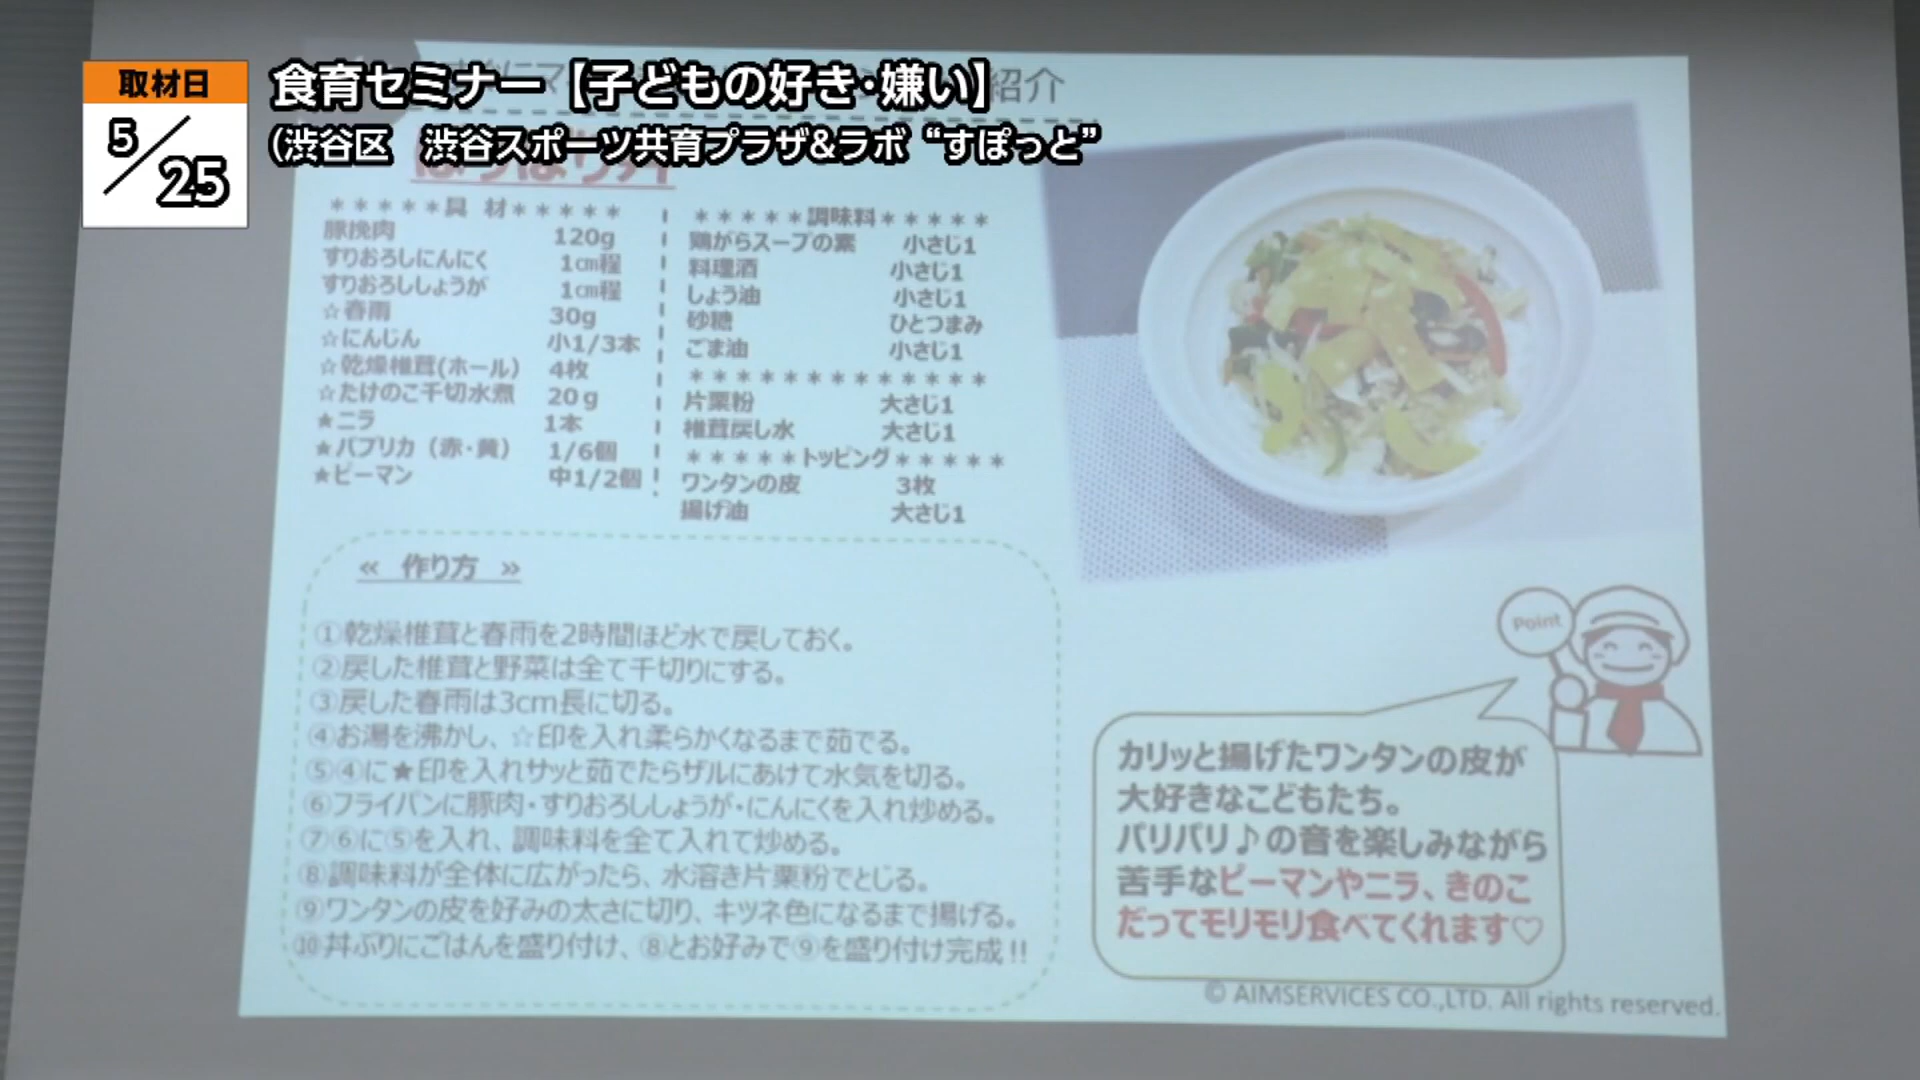 取材日
5/25
食育セミナー【子どもの好き・嫌い】
(渋谷区　渋谷スポーツ共育プラザ&ラボ “すぽっと”
紹介
＊＊＊＊＊具 材＊＊＊＊＊
豚挽肉 120g
すりおろしにんにく 1㎝程
すりおろししょうが 1㎝程
☆春雨 30g
☆にんじん 小1/3本
☆乾燥椎茸(ホール) 4枚
☆たけのこ千切水煮 20g
★ニラ 1本
★パプリカ（赤・黄） 1/6個
★ピーマン 中1/2個
＊＊＊＊＊調味料＊＊＊＊＊
鶏がらスープの素 小さじ1
料理酒 小さじ1
しょう油 小さじ1
砂糖 ひとつまみ
ごま油 小さじ1
＊＊＊＊＊＊＊＊＊＊＊＊＊
片栗粉 大さじ1
椎茸戻し水 大さじ1
＊＊＊＊＊トッピング＊＊＊＊＊
ワンタンの皮 3枚
揚げ油 大さじ1
≪ 作り方 ≫
①乾燥椎茸と春雨を2時間ほど水で戻しておく。
②戻した椎茸と野菜は全て千切りにする。
③戻した春雨は3cm長に切る。
④お湯を沸かし、☆印を入れ柔らかくなるまで茹でる。
⑤④に★印を入れサッと茹でたらザルにあけて水気を切る。
⑥フライパンに豚肉・すりおろししょうが・にんにくを入れ炒める。
⑦⑥に⑤を入れ、調味料を全て入れて炒める。
⑧調味料が全体に広がったら、水溶き片栗粉でとじる。
⑨ワンタンの皮を好みの太さに切り、キツネ色になるまで揚げる。
⑩丼ぶりにごはんを盛り付け、⑧とお好みで⑨を盛り付け完成!!
Point
カリッと揚げたワンタンの皮が
大好きなこどもたち。
バリバリ♪の音を楽しみながら
苦手なピーマンやニラ、きのこ
だってモリモリ食べてくれます♡
© AIMSERVICES CO.,LTD. All rights reserved.